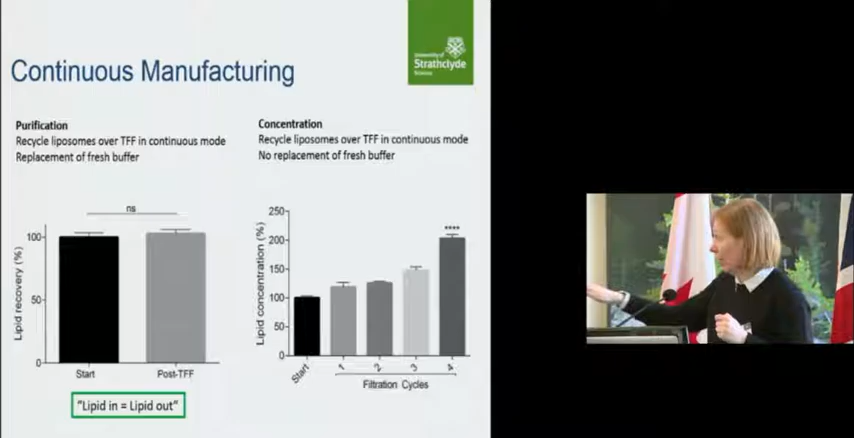 Continuous Manufacturing
University of
Strathclyde
Science
Purification
Recycle liposomes over TFF in continuous mode
Replacement of fresh buffer
Concentration
Recycle liposomes over TFF in continuous mode
No replacement of fresh buffer
Lipid recovery (%)
100
50
0
ns
Start
Post-TFF
"Lipid in = Lipid out"
Lipid concentration (%)
250
200
150
100
50
0
****
Start
1
2
3
4
Filtration Cycles